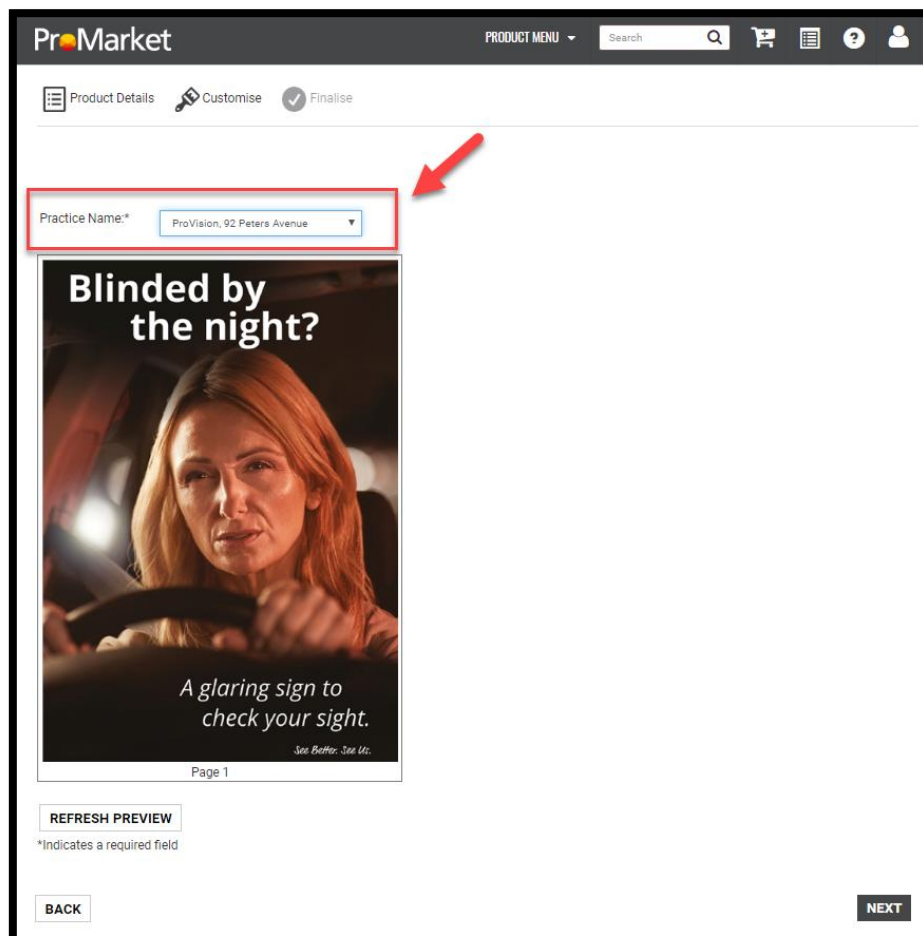 ProMarket
PRODUCT MENU
Search
Product Details
Customise
Finalise
Practice Name:*
ProVision, 92 Peters Avenue
Blinded by
the night?
A glaring sign to
check your sight.
See Better. See Us.
Page 1
REFRESH PREVIEW
*Indicates a required field
BACK
NEXT